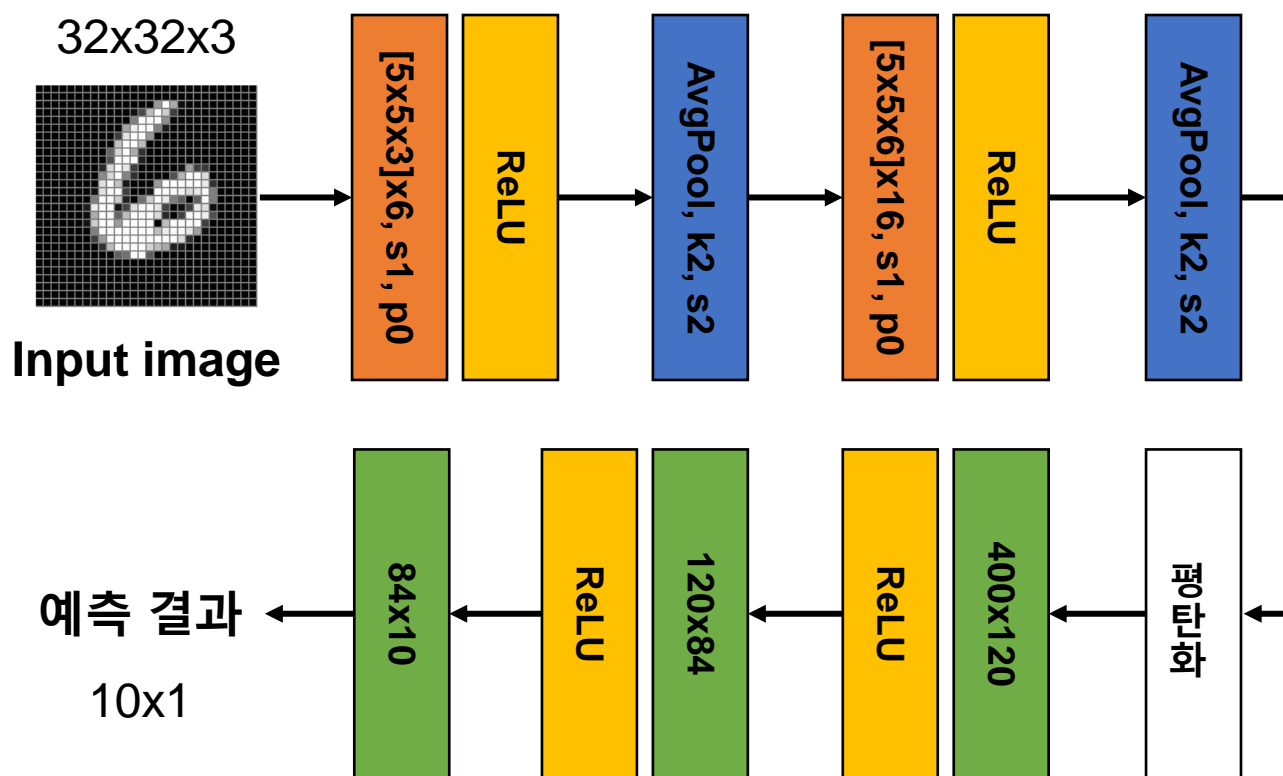 32x32x3
Input image
[5x5x3]x6, s1, p0
ReLU
AvgPool, k2, s2
[5x5x6]x16, s1, p0
ReLU
AvgPool, k2, s2
평탄화
400x120
ReLU
120x84
ReLU
84x10
예측 결과
10x1